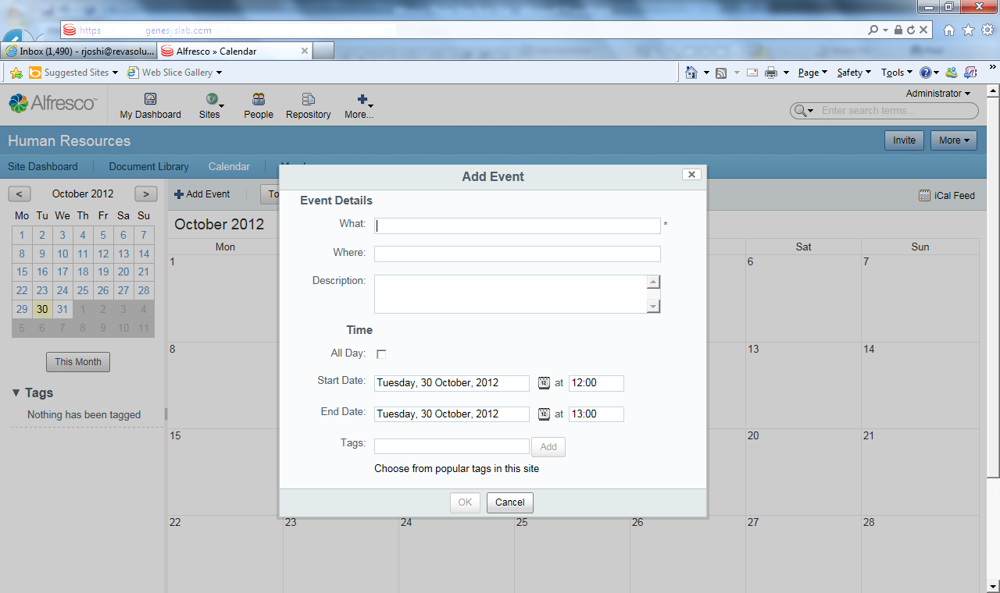 https genesyslab.com
Inbox (1,490) - rjoshi@revasolu... Alfresco » Calendar
Suggested Sites Web Slice Gallery Page Safety Tools »
Alfresco™ My Dashboard Sites People Repository More... Administrator
Enter search terms...
Human Resources Invite More
Site Dashboard Document Library Calendar
Add Event ×
< October 2012 > Add Event To iCal Feed
Event Details
October 2012
Mo Tu We Th Fr Sa Su
What: *
Mon Sat Sun
1 2 3 4 5 6 7
8 9 10 11 12 13 14
15 16 17 18 19 20 21
22 23 24 25 26 27 28
29 30 31 1 2 3 4
5 6 7 8 9 10 11
1 6 7
Where:
Description:
Time
8 13 14
All Day:
This Month
Start Date: Tuesday, 30 October, 2012 12 at 12:00
Tags
Nothing has been tagged
End Date: Tuesday, 30 October, 2012 12 at 13:00
15 20 21
Tags: Add
Choose from popular tags in this site
OK Cancel
22 23 24 25 26 27 28